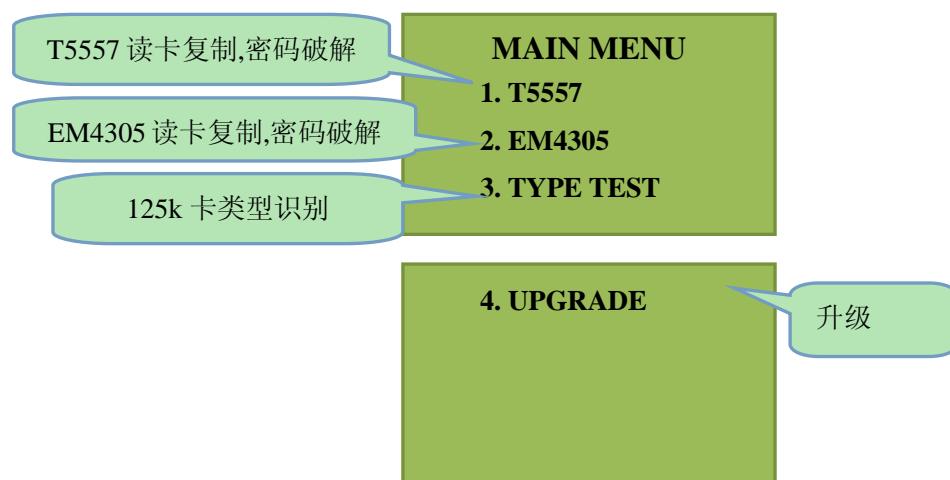 T5557 读卡复制,密码破解
MAIN MENU
1. T5557
EM4305 读卡复制,密码破解
2. EM4305
3. TYPE TEST
125k 卡类型识别
4. UPGRADE
升级